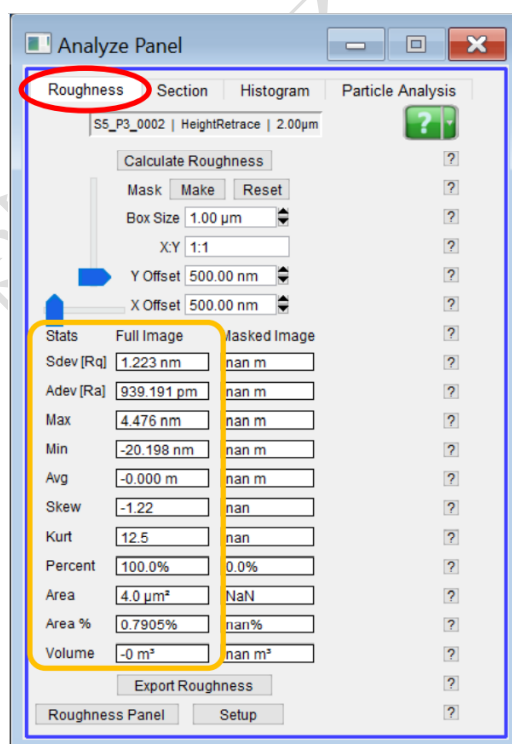 Analyze Panel
Roughness Section Histogram Particle Analysis
S5_P3_0002 | HeightRetrace | 2.00µm ?
Calculate Roughness ?
Mask Make Reset ?
Box Size 1.00 µm ?
X:Y 1:1 ?
Y Offset 500.00 nm ?
X Offset 500.00 nm ?
Stats Full Image Masked Image ?
Sdev [Rq] 1.223 nm nan m ?
Adev [Ra] 939.191 pm nan m ?
Max 4.476 nm nan m ?
Min -20.198 nm nan m ?
Avg -0.000 m nan m ?
Skew -1.22 nan ?
Kurt 12.5 nan ?
Percent 100.0% 0.0% ?
Area 4.0 µm² NaN ?
Area % 0.7905% nan% ?
Volume -0 m³ nan m³ ?
Export Roughness ?
Roughness Panel Setup ?